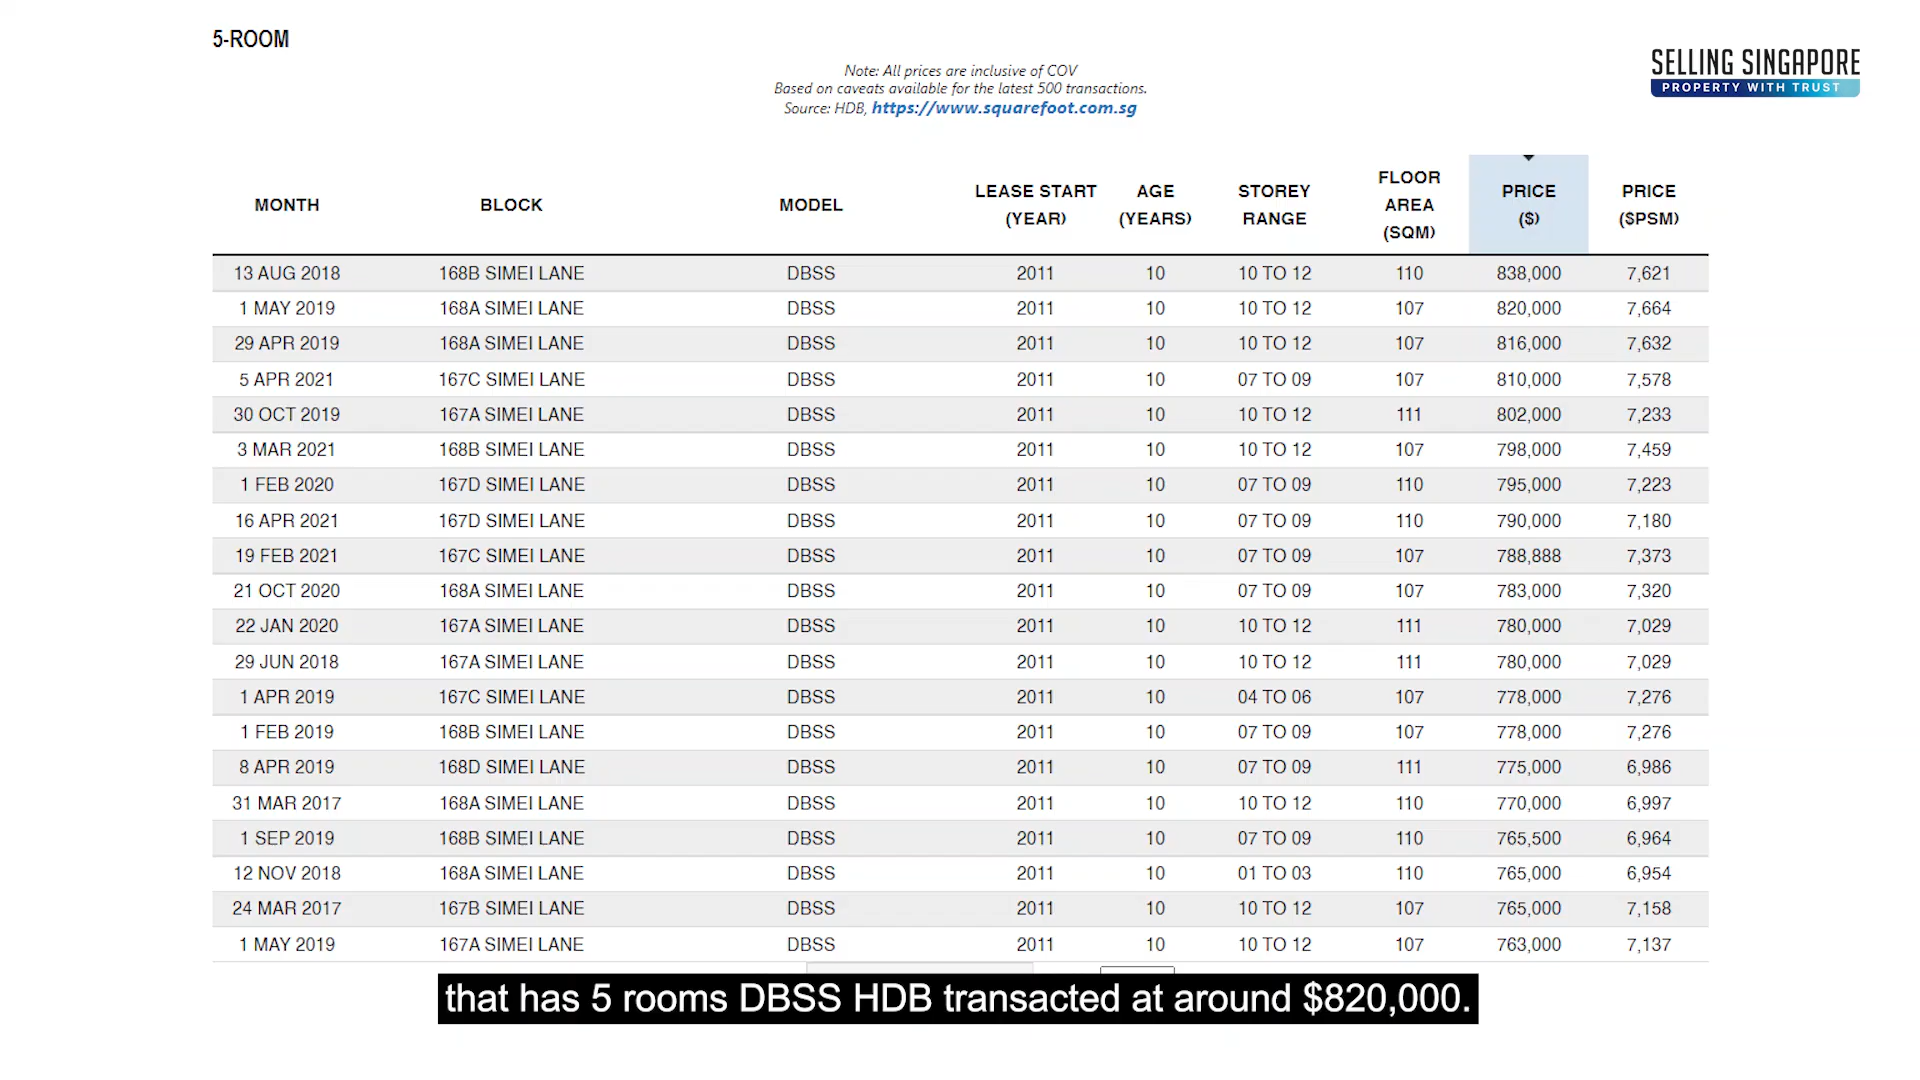 5-ROOM
SELLING SINGAPORE
PROPERTY WITH TRUST
Note: All prices are inclusive of COV
Based on caveats available for the latest 500 transactions.
Source: HDB, https://www.squarefoot.com.sg
MONTH BLOCK MODEL LEASE START (YEAR) AGE (YEARS) STOREY RANGE FLOOR AREA (SQM) PRICE ($) PRICE ($PSM)
13 AUG 2018 168B SIMEI LANE DBSS 2011 10 10 TO 12 110 838,000 7,621
1 MAY 2019 168A SIMEI LANE DBSS 2011 10 10 TO 12 107 820,000 7,664
29 APR 2019 168A SIMEI LANE DBSS 2011 10 10 TO 12 107 816,000 7,632
5 APR 2021 167C SIMEI LANE DBSS 2011 10 07 TO 09 107 810,000 7,578
30 OCT 2019 167A SIMEI LANE DBSS 2011 10 10 TO 12 111 802,000 7,233
3 MAR 2021 168B SIMEI LANE DBSS 2011 10 10 TO 12 107 798,000 7,459
1 FEB 2020 167D SIMEI LANE DBSS 2011 10 07 TO 09 110 795,000 7,223
16 APR 2021 167D SIMEI LANE DBSS 2011 10 07 TO 09 110 790,000 7,180
19 FEB 2021 167C SIMEI LANE DBSS 2011 10 07 TO 09 107 788,888 7,373
21 OCT 2020 168A SIMEI LANE DBSS 2011 10 07 TO 09 107 783,000 7,320
22 JAN 2020 167A SIMEI LANE DBSS 2011 10 10 TO 12 111 780,000 7,029
29 JUN 2018 167A SIMEI LANE DBSS 2011 10 10 TO 12 111 780,000 7,029
1 APR 2019 167C SIMEI LANE DBSS 2011 10 04 TO 06 107 778,000 7,276
1 FEB 2019 168B SIMEI LANE DBSS 2011 10 07 TO 09 107 778,000 7,276
8 APR 2019 168D SIMEI LANE DBSS 2011 10 07 TO 09 111 775,000 6,986
31 MAR 2017 168A SIMEI LANE DBSS 2011 10 10 TO 12 110 770,000 6,997
1 SEP 2019 168B SIMEI LANE DBSS 2011 10 07 TO 09 110 765,500 6,964
12 NOV 2018 168A SIMEI LANE DBSS 2011 10 01 TO 03 110 765,000 6,954
24 MAR 2017 167B SIMEI LANE DBSS 2011 10 10 TO 12 107 765,000 7,158
1 MAY 2019 167A SIMEI LANE DBSS 2011 10 10 TO 12 107 763,000 7,137
that has 5 rooms DBSS HDB transacted at around $820,000.